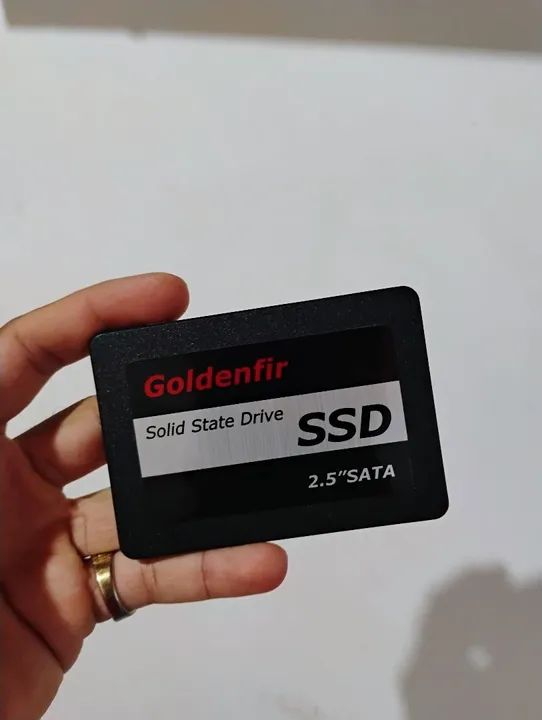 Goldenfir
Solid State Drive SSD
2.5″SATA